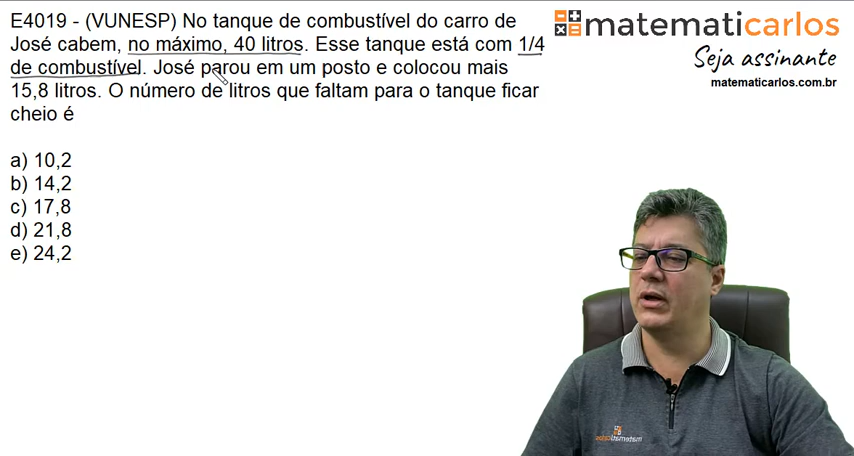 E4019 - (VUNESP) No tanque de combustível do carro de
José cabem, no máximo, 40 litros. Esse tanque está com 1/4
de combustível. José parou em um posto e colocou mais
15,8 litros. O número de litros que faltam para o tanque ficar
cheio é
a) 10,2
b) 14,2
c) 17,8
d) 21,8
e) 24,2
matematicarlos
Seja assinante
matematicarlos.com.br
matematicarlos